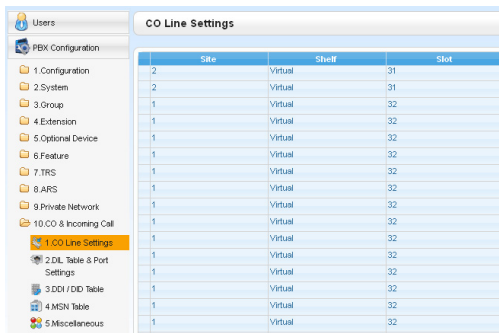 Users
CO Line Settings
PBX Configuration
1.Configuration
2.System
3.Group
4.Extension
5.Optional Device
6.Feature
7.TRS
8.ARS
9.Private Network
10.CO & Incoming Call
1.CO Line Settings
2.DIL Table & Port
Settings
3.DDI / DID Table
4.MSN Table
5.Miscellaneous
Site Shelf Slot
2 Virtual 31
2 Virtual 31
1 Virtual 32
1 Virtual 32
1 Virtual 32
1 Virtual 32
1 Virtual 32
1 Virtual 32
1 Virtual 32
1 Virtual 32
1 Virtual 32
1 Virtual 32
1 Virtual 32
1 Virtual 32
1 Virtual 32
1 Virtual 32